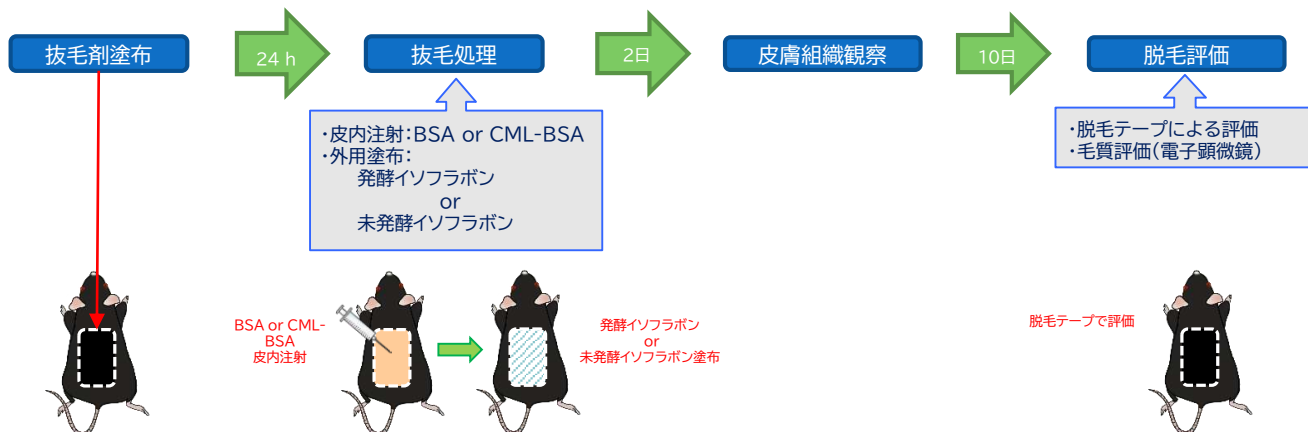 抜毛剤塗布
24 h
抜毛処理
2日
皮膚組織観察
10日
脱毛評価
・皮内注射：BSA or CML-BSA
・外用塗布：
発酵イソフラボン
or
未発酵イソフラボン
・脱毛テープによる評価
・毛質評価(電子顕微鏡)
BSA or CML-
BSA
皮内注射
発酵イソフラボン
or
未発酵イソフラボン塗布
脱毛テープで評価